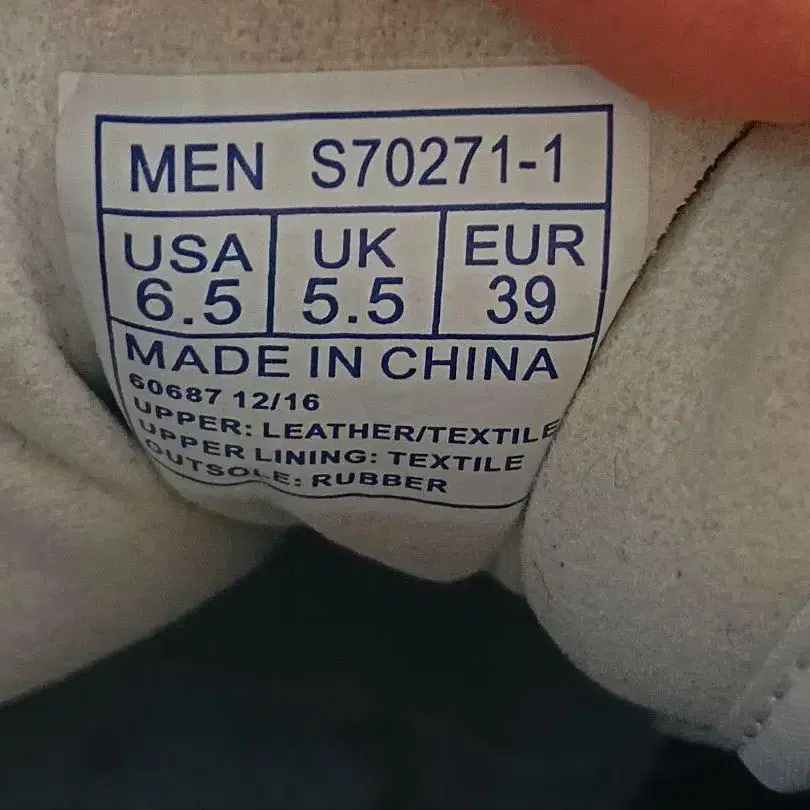 MEN S70271-1
USA UK EUR
6.5 5.5 39
MADE IN CHINA
60687 12/16
UPPER: LEATHER/TEXTILE
UPPER LINING: TEXTILE
OUTSOLE: RUBBER